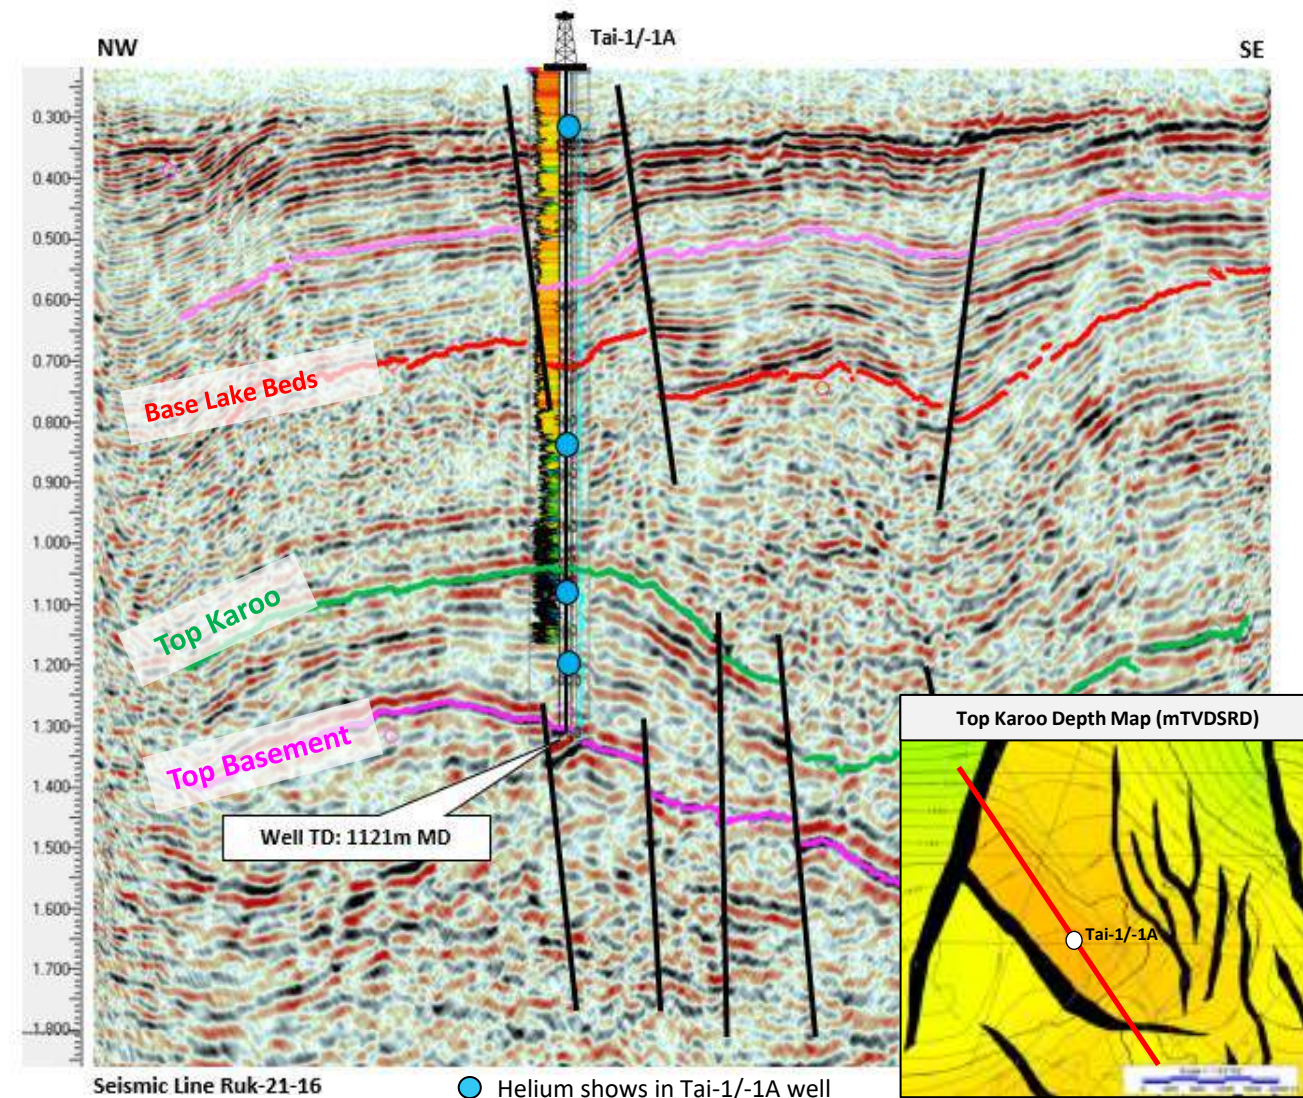 NW
Tai-1/-1A
SE
0.300
0.400
0.500
0.600
0.700
0.800
0.900
1.000
1.100
1.200
1.300
1.400
1.500
1.600
1.700
1.800
Base Lake Beds
Top Karoo
Top Basement
Well TD: 1121m MD
Top Karoo Depth Map (mTVDSRD)
Tai-1/-1A
Seismic Line Ruk-21-16
Helium shows in Tai-1/-1A well